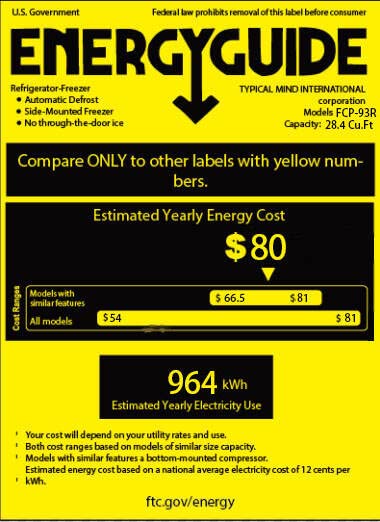 U.S. Government Federal law prohibits removal of this label before consumer
ENERGYGUIDE
Refrigerator-Freezer
● Automatic Defrost
● Side-Mounted Freezer
● No through-the-door ice
TYPICAL MIND INTERNATIONAL
corporation
Models FCP-93R
Capacity: 28.4 Cu.Ft
Compare ONLY to other labels with yellow num-
bers.
Estimated Yearly Energy Cost
$80
Cost Ranges
Models with
similar features
$ 66.5 $81
All models $54 $ 81
964 kWh
Estimated Yearly Electricity Use
Your cost will depend on your utility rates and use.
Both cost ranges based on models of similar size capacity.
Models with similar features a bottom-mounted compressor.
Estimated energy cost based on a national average electricity cost of 12 cents per
kWh.
ftc.gov/energy